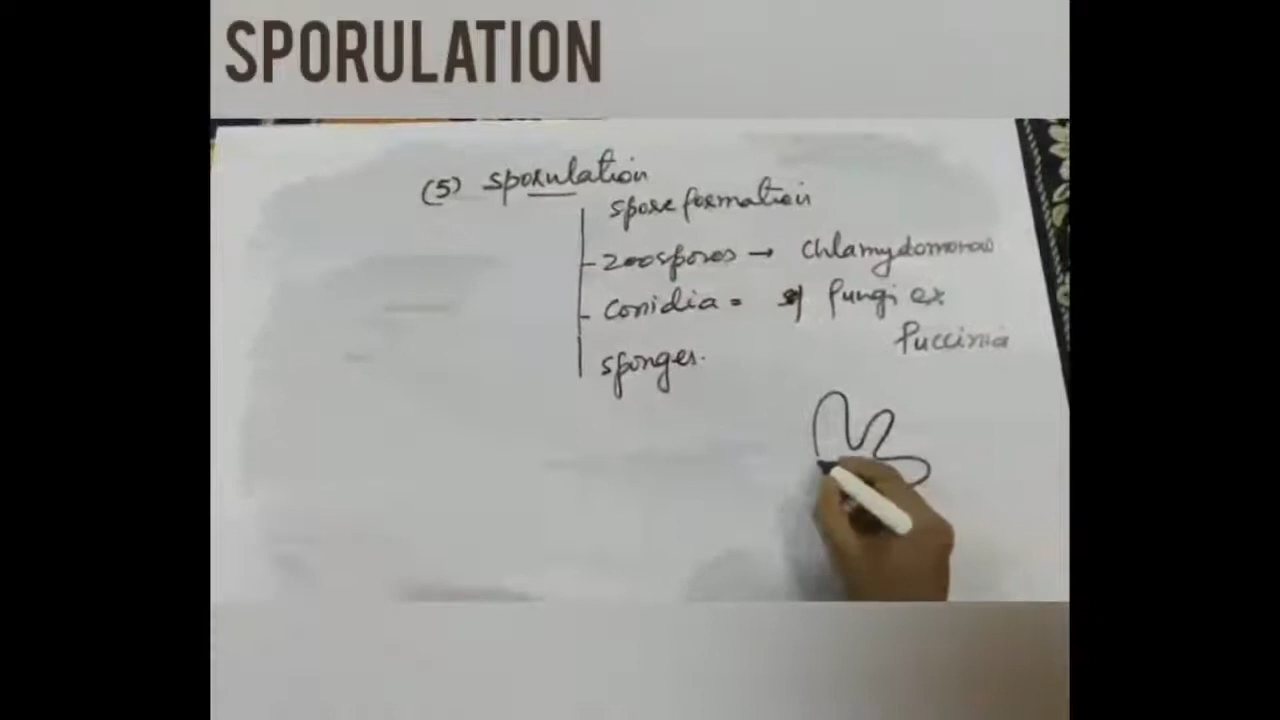 SPORULATION
(5) sporulation
spore formation
zoospores → Chlamydomonas
conidia = fungi ex
Puccinia
sponges.